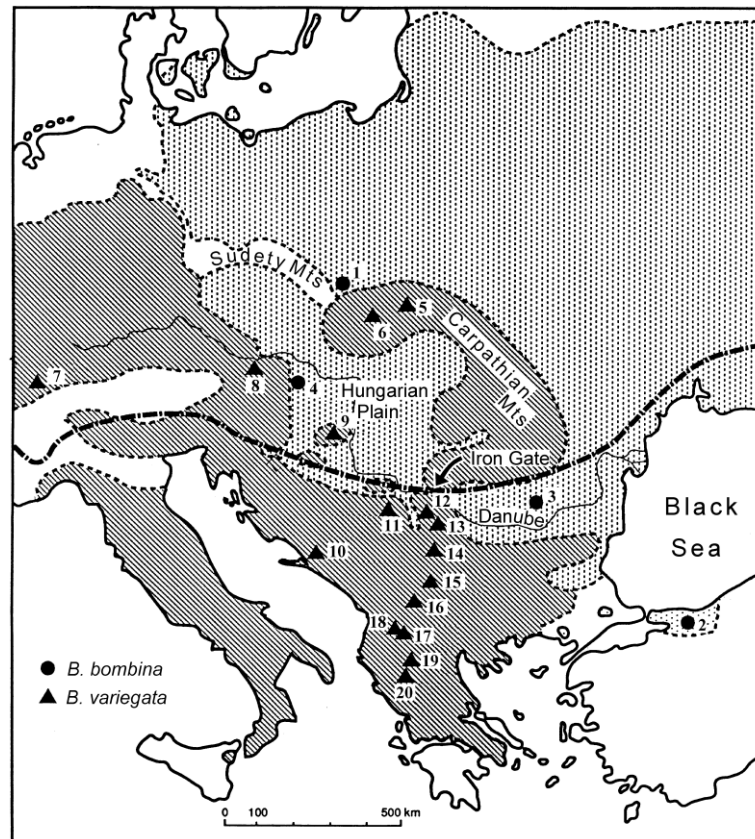 Sudety Mts
1
5
6
Carpathian Mts
7
8
4
Hungarian
Plain
9
Iron Gate
12
3
11
13
Danube
Black
Sea
10
14
15
16
2
18
17
19
20
B. bombina
B. variegata
0 100 500 km